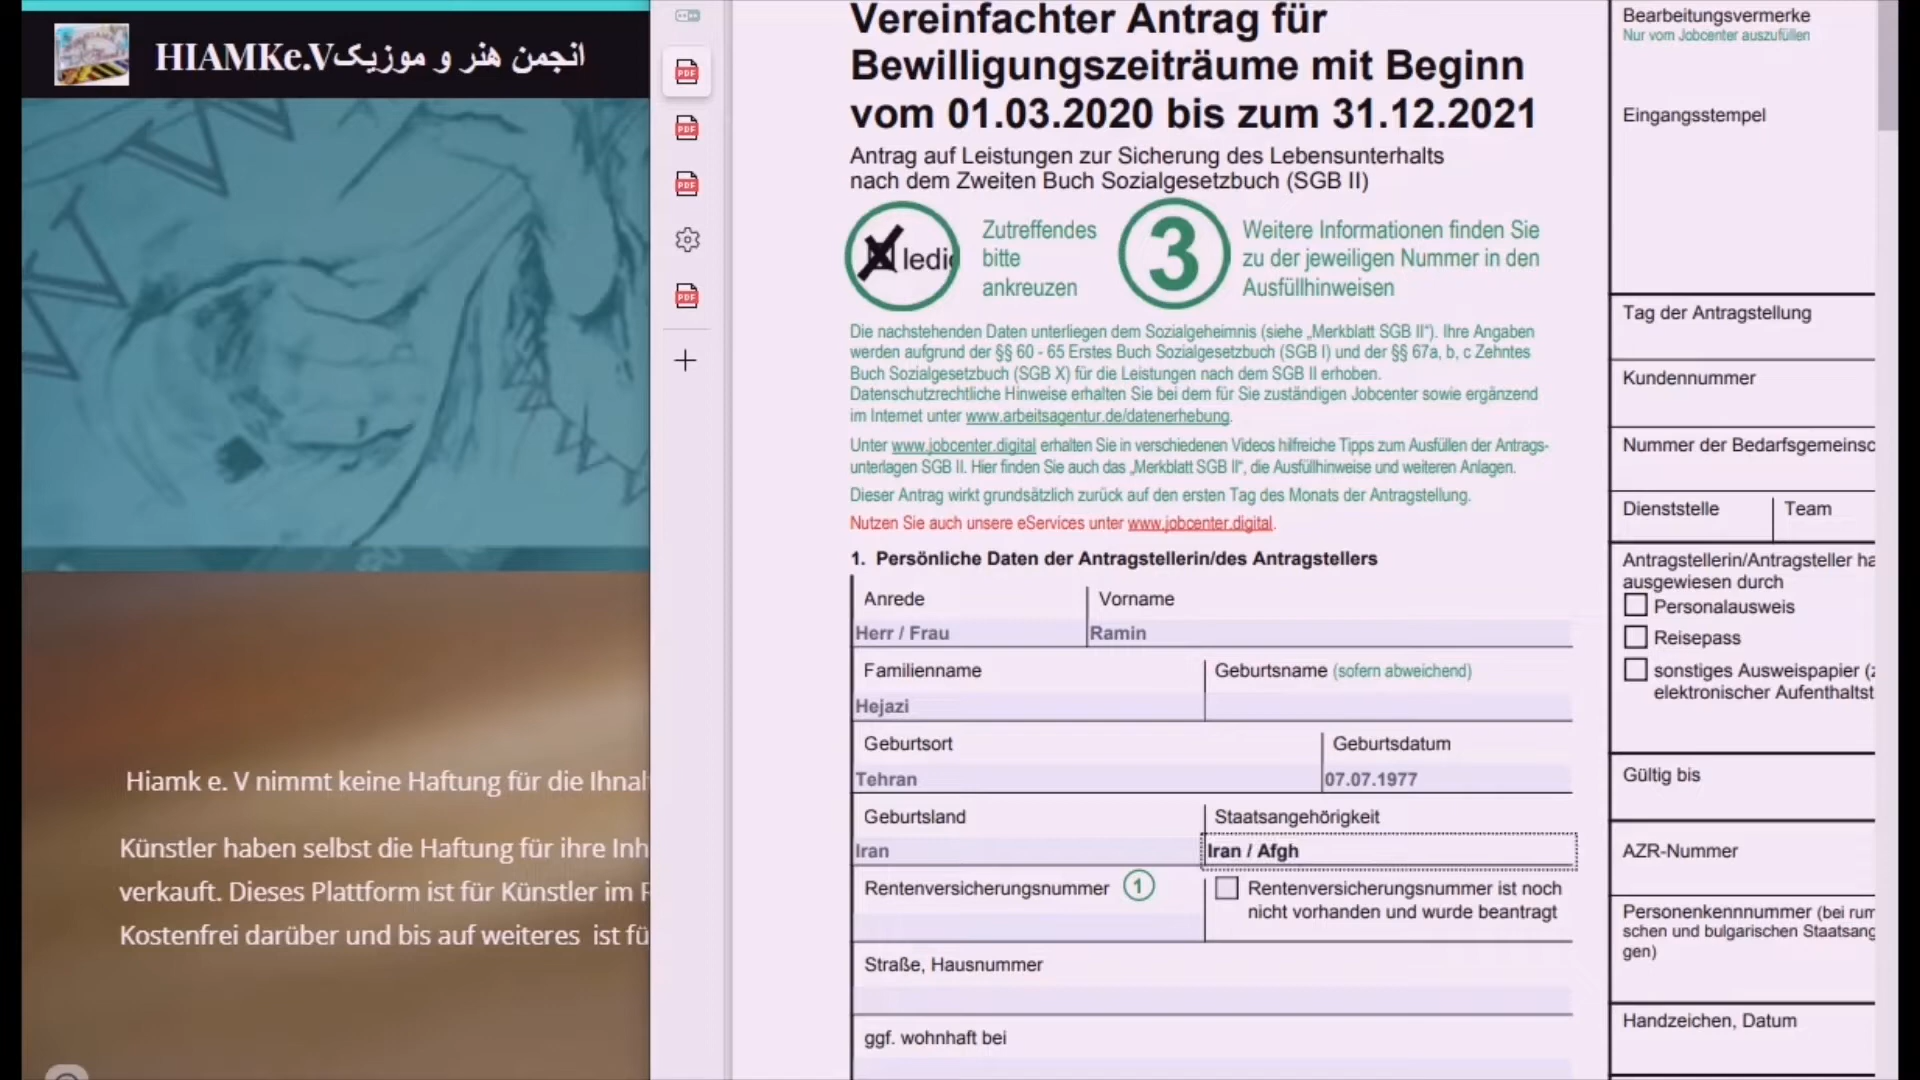 HIAMKe.Vانجمن هنر و موزیک
Hiamk e. V nimmt keine Haftung für die Ihnal
Künstler haben selbst die Haftung für ihre Inh
verkauft. Dieses Plattform ist für Künstler im
Kostenfrei darüber und bis auf weiteres ist fü
PDF
PDF
PDF
PDF
Vereinfachter Antrag für
Bewilligungszeiträume mit Beginn
vom 01.03.2020 bis zum 31.12.2021
Antrag auf Leistungen zur Sicherung des Lebensunterhalts
nach dem Zweiten Buch Sozialgesetzbuch (SGB II)
ledi
Zutreffendes
bitte
ankreuzen
3
Weitere Informationen finden Sie
zu der jeweiligen Nummer in den
Ausfüllhinweisen
Die nachstehenden Daten unterliegen dem Sozialgeheimnis (siehe „Merkblatt SGB II“). Ihre Angaben
werden aufgrund der §§ 60 - 65 Erstes Buch Sozialgesetzbuch (SGB I) und der §§ 67a, b, c Zehntes
Buch Sozialgesetzbuch (SGB X) für die Leistungen nach dem SGB II erhoben.
Datenschutzrechtliche Hinweise erhalten Sie bei dem für Sie zuständigen Jobcenter sowie ergänzend
im Internet unter www.arbeitsagentur.de/datenerhebung.
Unter www.jobcenter.digital erhalten Sie in verschiedenen Videos hilfreiche Tipps zum Ausfüllen der Antrags-
unterlagen SGB II. Hier finden Sie auch das „Merkblatt SGB II“, die Ausfüllhinweise und weiteren Anlagen.
Dieser Antrag wirkt grundsätzlich zurück auf den ersten Tag des Monats der Antragstellung.
Nutzen Sie auch unsere eServices unter www.jobcenter.digital.
1. Persönliche Daten der Antragstellerin/des Antragstellers
Anrede
Vorname
Herr / Frau
Ramin
Familienname
Geburtsname (sofern abweichend)
Hejazi
Geburtsort
Geburtsdatum
Tehran
07.07.1977
Geburtsland
Staatsangehörigkeit
Iran
Iran / Afgh
Rentenversicherungsnummer 1
Rentenversicherungsnummer ist noch
nicht vorhanden und wurde beantragt
Straße, Hausnummer
ggf. wohnhaft bei
Bearbeitungsvermerke
Nur vom Jobcenter auszufüllen
Eingangsstempel
Tag der Antragstellung
Kundennummer
Nummer der Bedarfsgemeinsc
Dienststelle
Team
Antragstellerin/Antragsteller ha
ausgewiesen durch
Personalausweis
Reisepass
sonstiges Ausweispapier (z
elektronischer Aufenthaltst
Gültig bis
AZR-Nummer
Personenkennnummer (bei rum
schen und bulgarischen Staatsang
gen)
Handzeichen, Datum